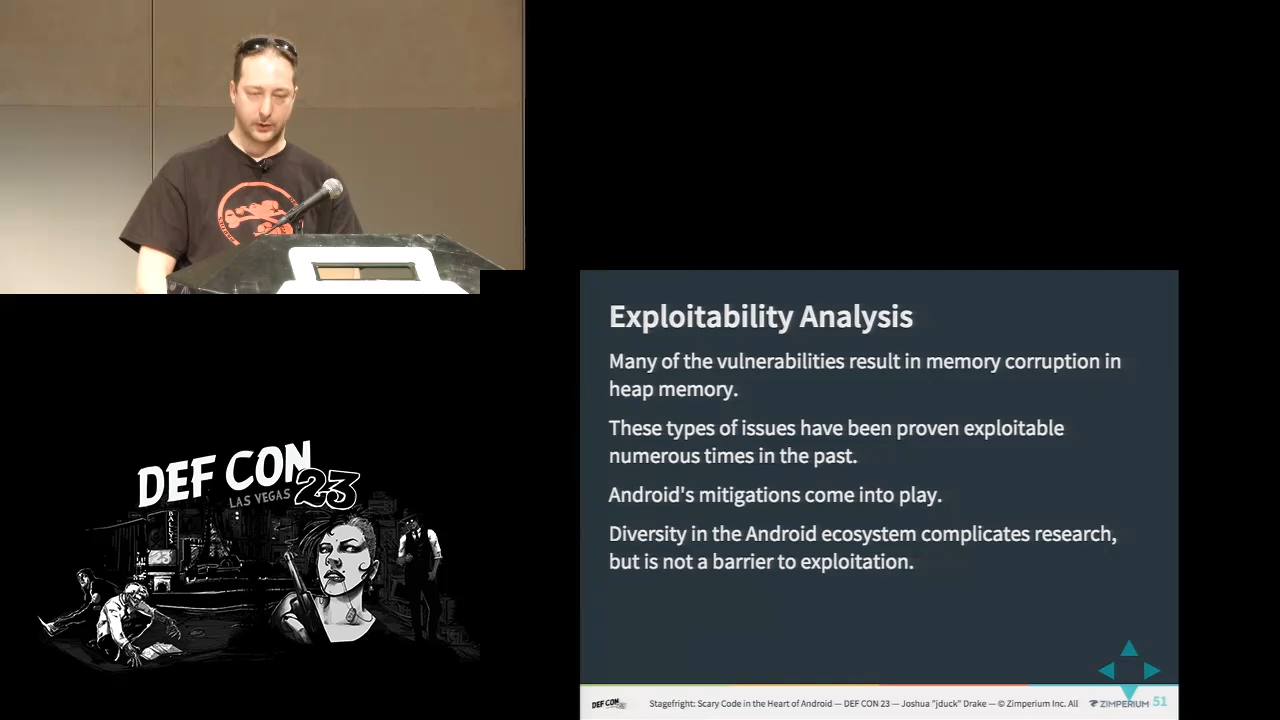 Exploitability Analysis
Many of the vulnerabilities result in memory corruption in
heap memory.
These types of issues have been proven exploitable
numerous times in the past.
Android's mitigations come into play.
Diversity in the Android ecosystem complicates research,
but is not a barrier to exploitation.
DEF CON
LAS VEGAS 23
BALLYS
DEF CON
Stagefright: Scary Code in the Heart of Android — DEF CON 23 — Joshua "jduck" Drake — © Zimperium Inc. All
ZIMPERIUM 51